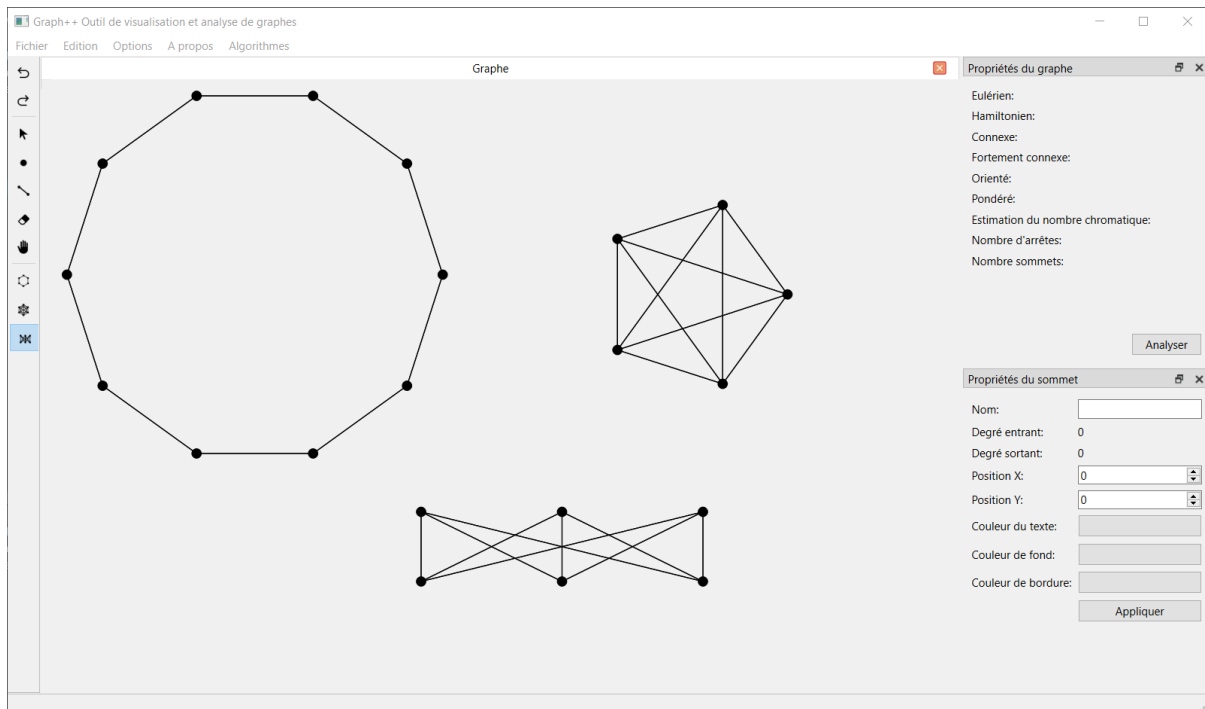 Graph++ Outil de visualisation et analyse de graphes
Fichier Edition Options A propos Algorithmes
Graphe
Propriétés du graphe
Eulérien:
Hamiltonien:
Connexe:
Fortement connexe:
Orienté:
Pondéré:
Estimation du nombre chromatique:
Nombre d'arrêtes:
Nombre sommets:
Analyser
Propriétés du sommet
Nom:
Degré entrant: 0
Degré sortant: 0
Position X: 0
Position Y: 0
Couleur du texte:
Couleur de fond:
Couleur de bordure:
Appliquer